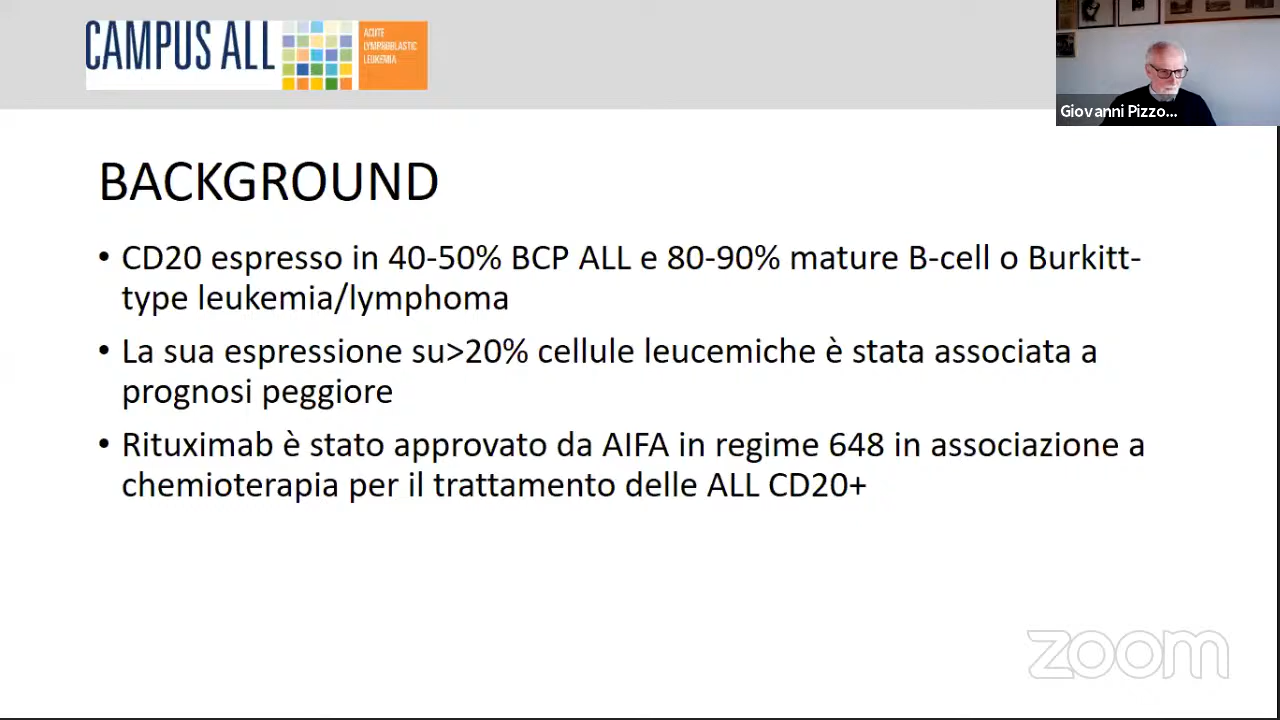 CAMPUS ALL
ACUTE
LYMPHOBLASTIC
LEUKEMIA
Giovanni Pizzo...
BACKGROUND
• CD20 espresso in 40-50% BCP ALL e 80-90% mature B-cell o Burkitt-
type leukemia/lymphoma
• La sua espressione su>20% cellule leucemiche è stata associata a
prognosi peggiore
• Rituximab è stato approvato da AIFA in regime 648 in associazione a
chemioterapia per il trattamento delle ALL CD20+
zoom